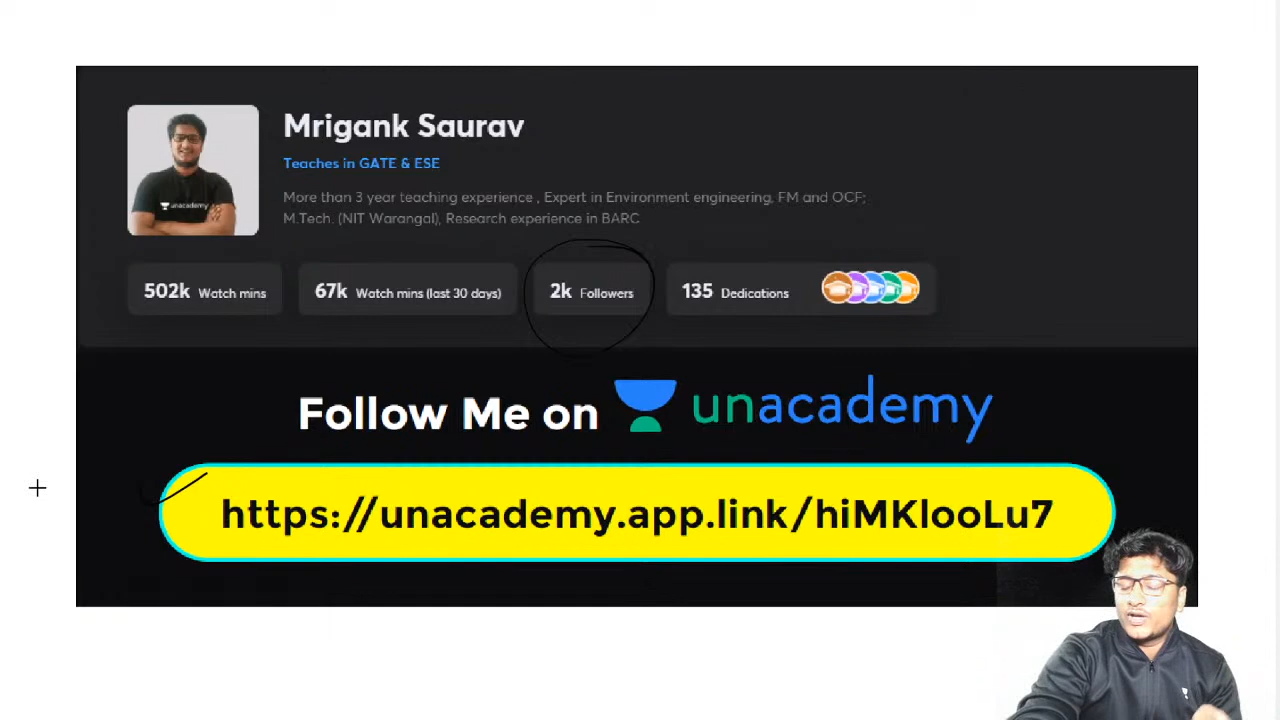 Mrigank Saurav
Teaches in GATE & ESE
More than 3 year teaching experience , Expert in Environment engineering, FM and OCF;
M.Tech. (NIT Warangal), Research experience in BARC
unacademy
502k Watch mins
67k Watch mins (last 30 days)
2k Followers
135 Dedications
Follow Me on unacademy
https://unacademy.app.link/hiMKlooLu7